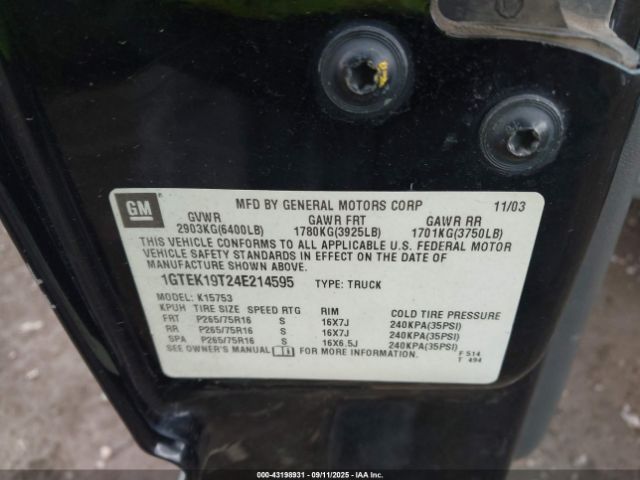 GM
MFD BY GENERAL MOTORS CORP 11/03
GVWR GAWR FRT GAWR RR
2903KG(6400LB) 1780KG(3925LB) 1701KG(3750LB)
THIS VEHICLE CONFORMS TO ALL APPLICABLE U.S. FEDERAL MOTOR
VEHICLE SAFETY STANDARDS IN EFFECT ON THE DATE OF
MANUFACTURE SHOWN ABOVE.
1GTEK19T24E214595 TYPE: TRUCK
MODEL: K15753
KPUH TIRE SIZE SPEED RTG RIM COLD TIRE PRESSURE
FRT P265/75R16 S 16X7J 240KPA(35PSI)
RR P265/75R16 S 16X7J 240KPA(35PSI)
SPA P265/75R16 S 16X6.5J 240KPA(35PSI)
SEE OWNER'S MANUAL FOR MORE INFORMATION. F 514
T 494
000-43198931 - 09/11/2025 - IAA Inc.